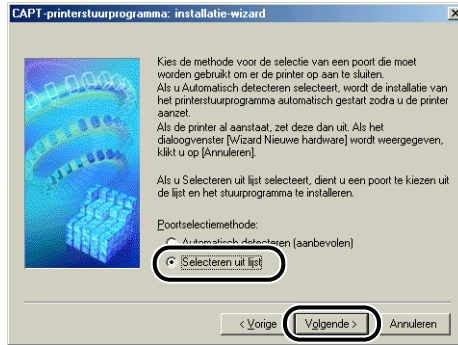 CAPT-printerstuurprogramma: installatie-wizard
Kies de methode voor de selectie van een poort die moet
worden gebruikt om er de printer op aan te sluiten.
Als u Automatisch detecteren selecteert, wordt de installatie van
het printerstuurprogramma automatisch gestart zodra u de printer
aanzet.
Als de printer al aanstaat, zet deze dan uit. Als het
dialoogvenster [Wizard Nieuwe hardware] wordt weergegeven,
klikt u op [Annuleren].
Als u Selecteren uit lijst selecteert, dient u een poort te kiezen uit
de lijst en het stuurprogramma te installeren.
Poortselectiemethode:
Automatisch detecteren (aanbevolen)
Selecteren uit lijst
< Vorige Volgende > Annuleren